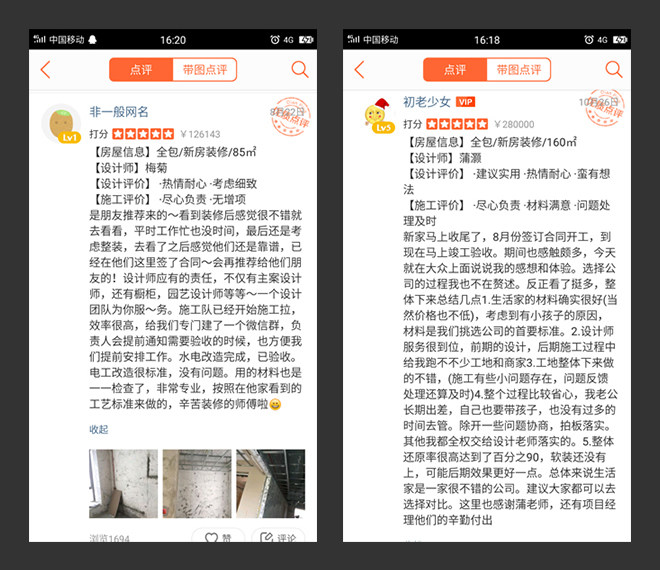 中国移动
16:20
4G
点评
带图点评
非一般网名
8月22日
Lv1
打分
¥126143
【房屋信息】全包/新房装修/85㎡
【设计师】梅菊
【设计评价】 ·热情耐心 ·考虑细致
【施工评价】 ·尽心负责 ·无增项
是朋友推荐来的～看到装修后感觉很不错就
去看看，平时工作忙也没时间，最后还是考
虑整装，去看了之后感觉他们还是靠谱，已
经在他们这里签了合同～会再推荐给他们朋
友的！设计师应有的责任，不仅有主案设计
师，还有橱柜，园艺设计师等等～一个设计
团队为你服～务。施工队已经开始施工拉，
效率很高，给我们专门建了一个微信群，负
责人会提前通知需要验收的时候，也方便我
们提前安排工作。水电改造完成，已验收。
电工改造很标准，没有问题。用的材料也是
一一检查了，非常专业，按照在他家看到的
工艺标准来做的，辛苦装修的师傅啦😄
收起
浏览1694
赞
评论
中国移动
16:18
4G
点评
带图点评
初老少女
VIP
10月26日
Lv5
打分
¥280000
【房屋信息】全包/新房装修/160㎡
【设计师】蒲灏
【设计评价】 ·建议实用 ·热情耐心 ·蛮有想
法
【施工评价】 ·尽心负责 ·材料满意 ·问题处
理及时
新家马上收尾了，8月份签订合同开工，到
现在马上竣工验收。期间也感触颇多，今天
就在大众上面说说我的感想和体验。选择公
司的过程我也不在赘述。反正看了挺多，整
体下来总结几点1.生活家的材料确实很好(当
然价格也不低)，考虑到有小孩子的原因，
材料是我们挑选公司的首要标准。2.设计师
服务很到位，前期的设计，后期施工过程中
给我跑不不少工地和商家3.工地整体下来做
的不错，(施工有些小问题存在，问题反馈
处理还算及时)4.整个过程比较省心，我老公
长期出差，自己也要带孩子，也没有过多的
时间去管。除开一些问题协商，拍板落实。
其他我都全权交给设计老师落实的。5.整体
还原率很高达到了百分之90，软装还没有
上，可能后期效果更好一点。总体来说生活
家是一家很不错的公司。建议大家都可以去
选择对比。这里也感谢蒲老师，还有项目经
理他们的辛勤付出